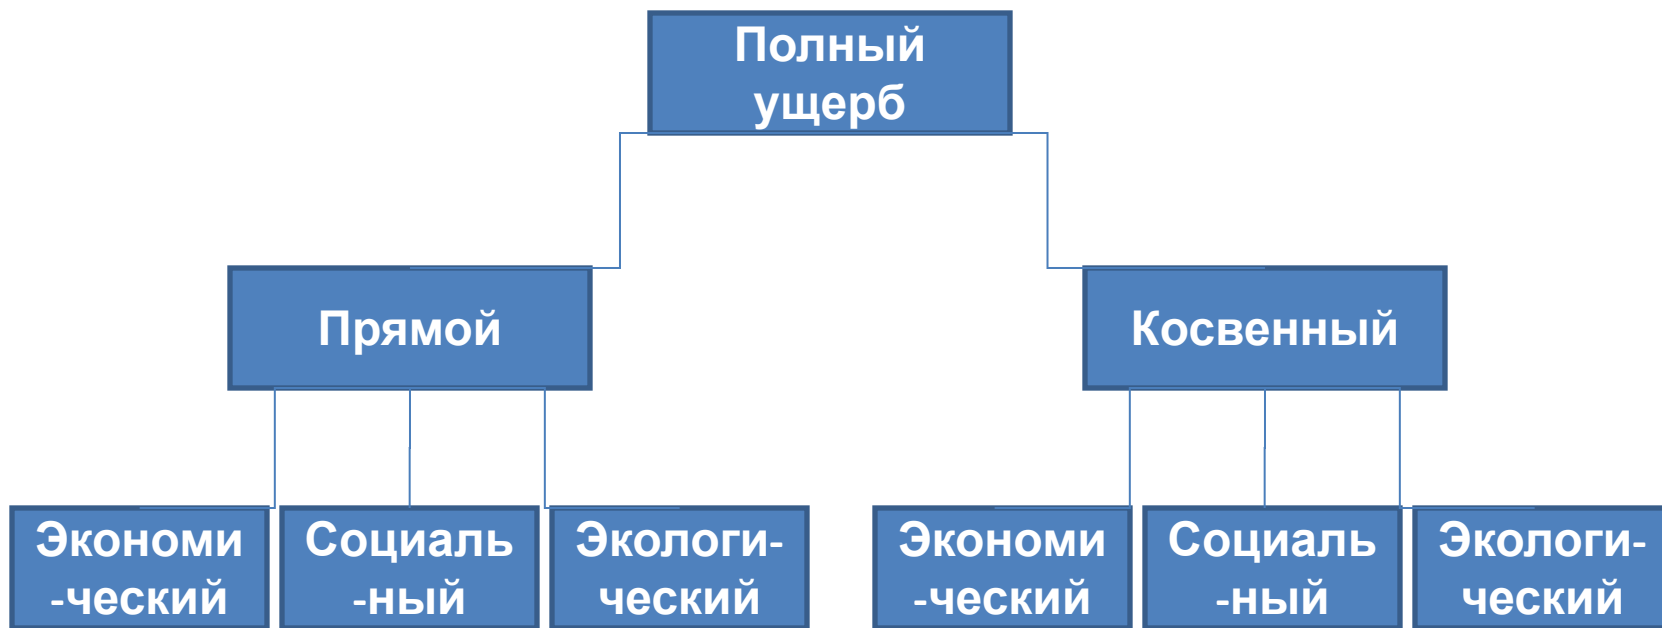 Полный
ущерб
Прямой
Косвенный
Экономи
-ческий
Социаль
-ный
Экологи-
ческий
Экономи
-ческий
Социаль
-ный
Экологи-
ческий